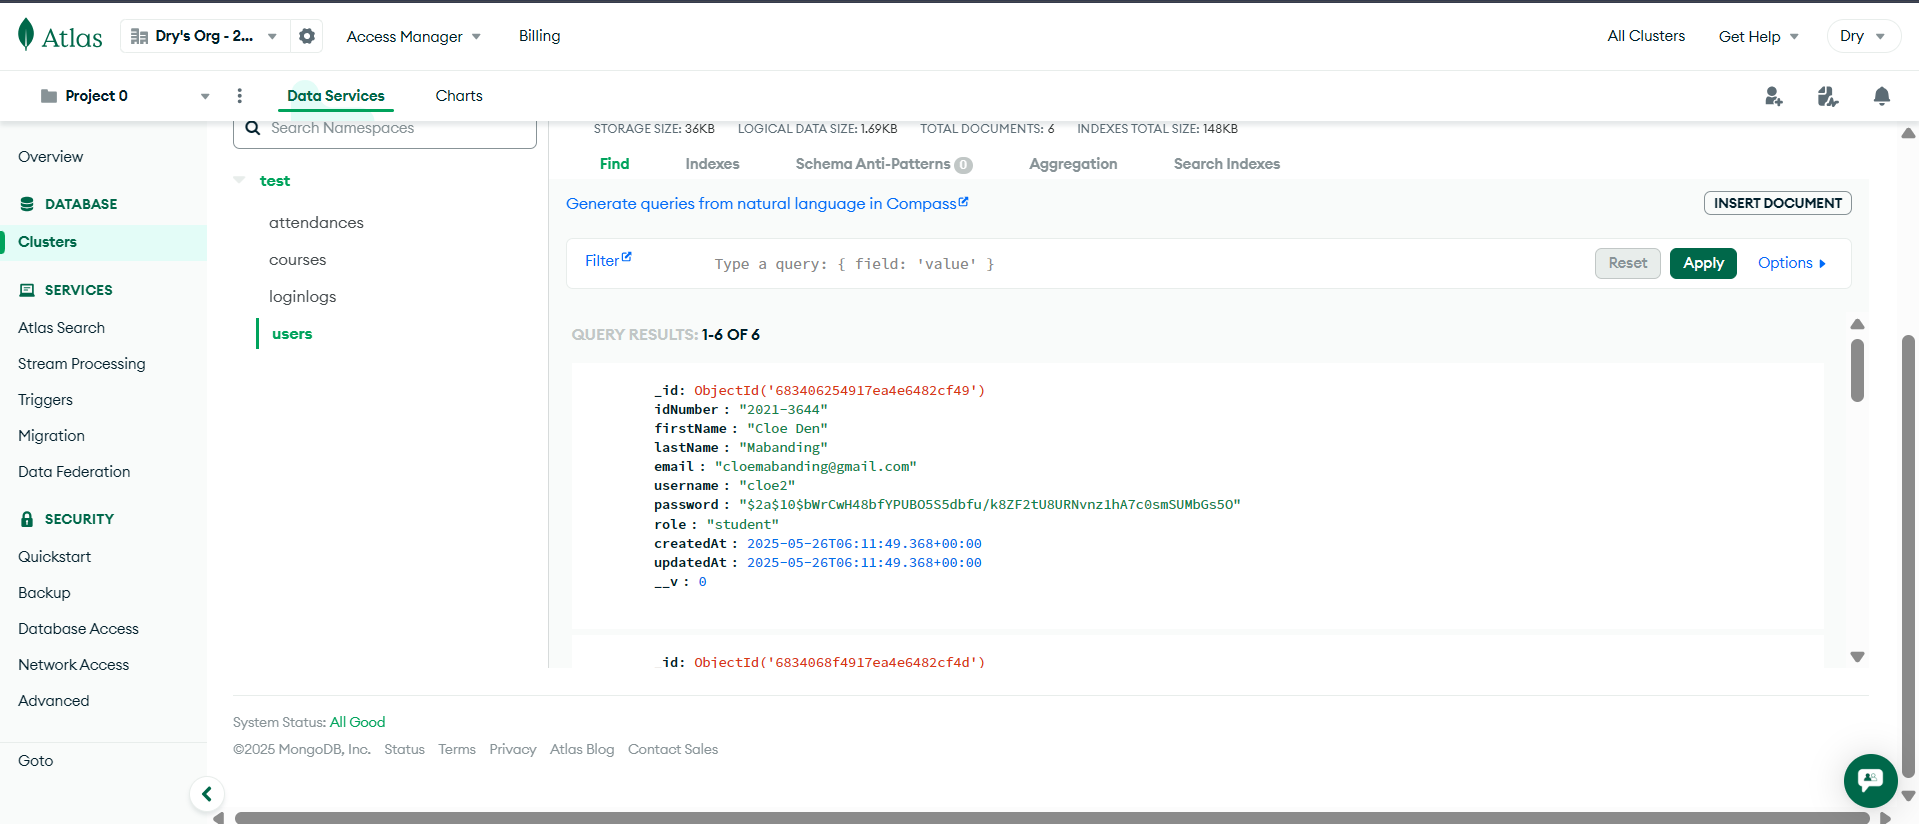 Atlas
Dry's Org - 2...
Access Manager
Billing
All Clusters
Get Help
Dry
Project 0
Data Services
Charts
Overview
DATABASE
Clusters
SERVICES
Atlas Search
Stream Processing
Triggers
Migration
Data Federation
SECURITY
Quickstart
Backup
Database Access
Network Access
Advanced
Goto
Search Namespaces
test
attendances
courses
loginlogs
users
STORAGE SIZE: 36KB LOGICAL DATA SIZE: 1.69KB TOTAL DOCUMENTS: 6 INDEXES TOTAL SIZE: 148KB
Find Indexes Schema Anti-Patterns 0 Aggregation Search Indexes
Generate queries from natural language in Compass
INSERT DOCUMENT
Filter
Type a query: { field: 'value' }
Reset
Apply
Options
QUERY RESULTS: 1-6 OF 6
_id: ObjectId('683406254917ea4e6482cf49')
idNumber : "2021-3644"
firstName : "Cloe Den"
lastName : "Mabanding"
email : "cloemabanding@gmail.com"
username : "cloe2"
password : "$2a$10$bWrCwH48bfYPUBO5S5dbfu/k8ZF2tU8URNvnz1hA7c0smSUMbGs5O"
role : "student"
createdAt : 2025-05-26T06:11:49.368+00:00
updatedAt : 2025-05-26T06:11:49.368+00:00
__v : 0
_id: ObjectId('6834068f4917ea4e6482cf4d')
System Status: All Good
©2025 MongoDB, Inc. Status Terms Privacy Atlas Blog Contact Sales